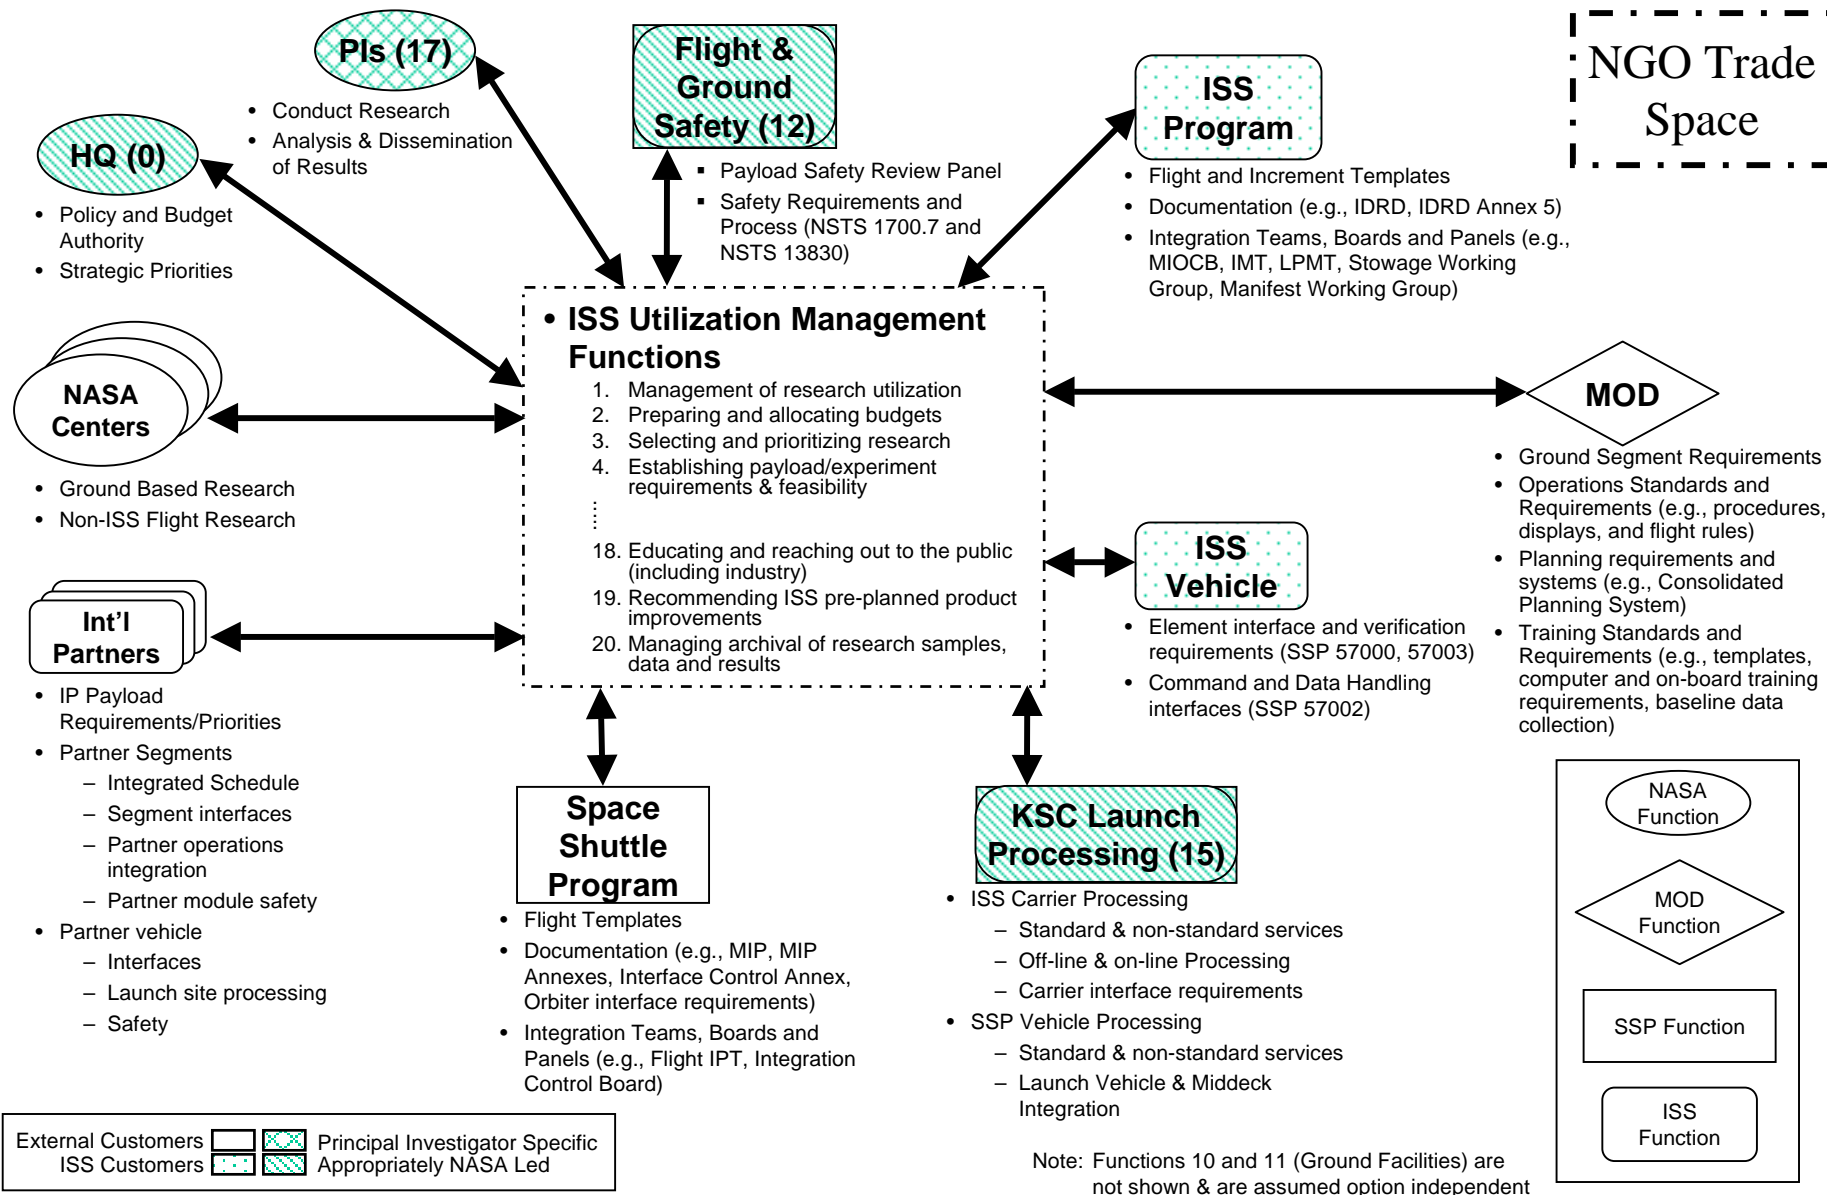 NGO Trade
Space
PIs (17)
• Conduct Research
• Analysis & Dissemination
of Results
HQ (0)
• Policy and Budget
Authority
• Strategic Priorities
Flight &
Ground
Safety (12)
▪ Payload Safety Review Panel
▪ Safety Requirements and
Process (NSTS 1700.7 and
NSTS 13830)
ISS
Program
• Flight and Increment Templates
• Documentation (e.g., IDRD, IDRD Annex 5)
• Integration Teams, Boards and Panels (e.g.,
MIOCB, IMT, LPMT, Stowage Working
Group, Manifest Working Group)
NASA
Centers
• Ground Based Research
• Non-ISS Flight Research
• ISS Utilization Management
Functions
1. Management of research utilization
2. Preparing and allocating budgets
3. Selecting and prioritizing research
4. Establishing payload/experiment
requirements & feasibility
18. Educating and reaching out to the public
(including industry)
19. Recommending ISS pre-planned product
improvements
20. Managing archival of research samples,
data and results
MOD
• Ground Segment Requirements
• Operations Standards and
Requirements (e.g., procedures,
displays, and flight rules)
• Planning requirements and
systems (e.g., Consolidated
Planning System)
• Training Standards and
Requirements (e.g., templates,
computer and on-board training
requirements, baseline data
collection)
ISS
Vehicle
• Element interface and verification
requirements (SSP 57000, 57003)
• Command and Data Handling
interfaces (SSP 57002)
Int'l
Partners
• IP Payload
Requirements/Priorities
• Partner Segments
– Integrated Schedule
– Segment interfaces
– Partner operations
integration
– Partner module safety
• Partner vehicle
– Interfaces
– Launch site processing
– Safety
Space
Shuttle
Program
• Flight Templates
• Documentation (e.g., MIP, MIP
Annexes, Interface Control Annex,
Orbiter interface requirements)
• Integration Teams, Boards and
Panels (e.g., Flight IPT, Integration
Control Board)
KSC Launch
Processing (15)
• ISS Carrier Processing
– Standard & non-standard services
– Off-line & on-line Processing
– Carrier interface requirements
• SSP Vehicle Processing
– Standard & non-standard services
– Launch Vehicle & Middeck
Integration
NASA
Function
MOD
Function
SSP Function
ISS
Function
External Customers Principal Investigator Specific
ISS Customers Appropriately NASA Led
Note: Functions 10 and 11 (Ground Facilities) are
not shown & are assumed option independent